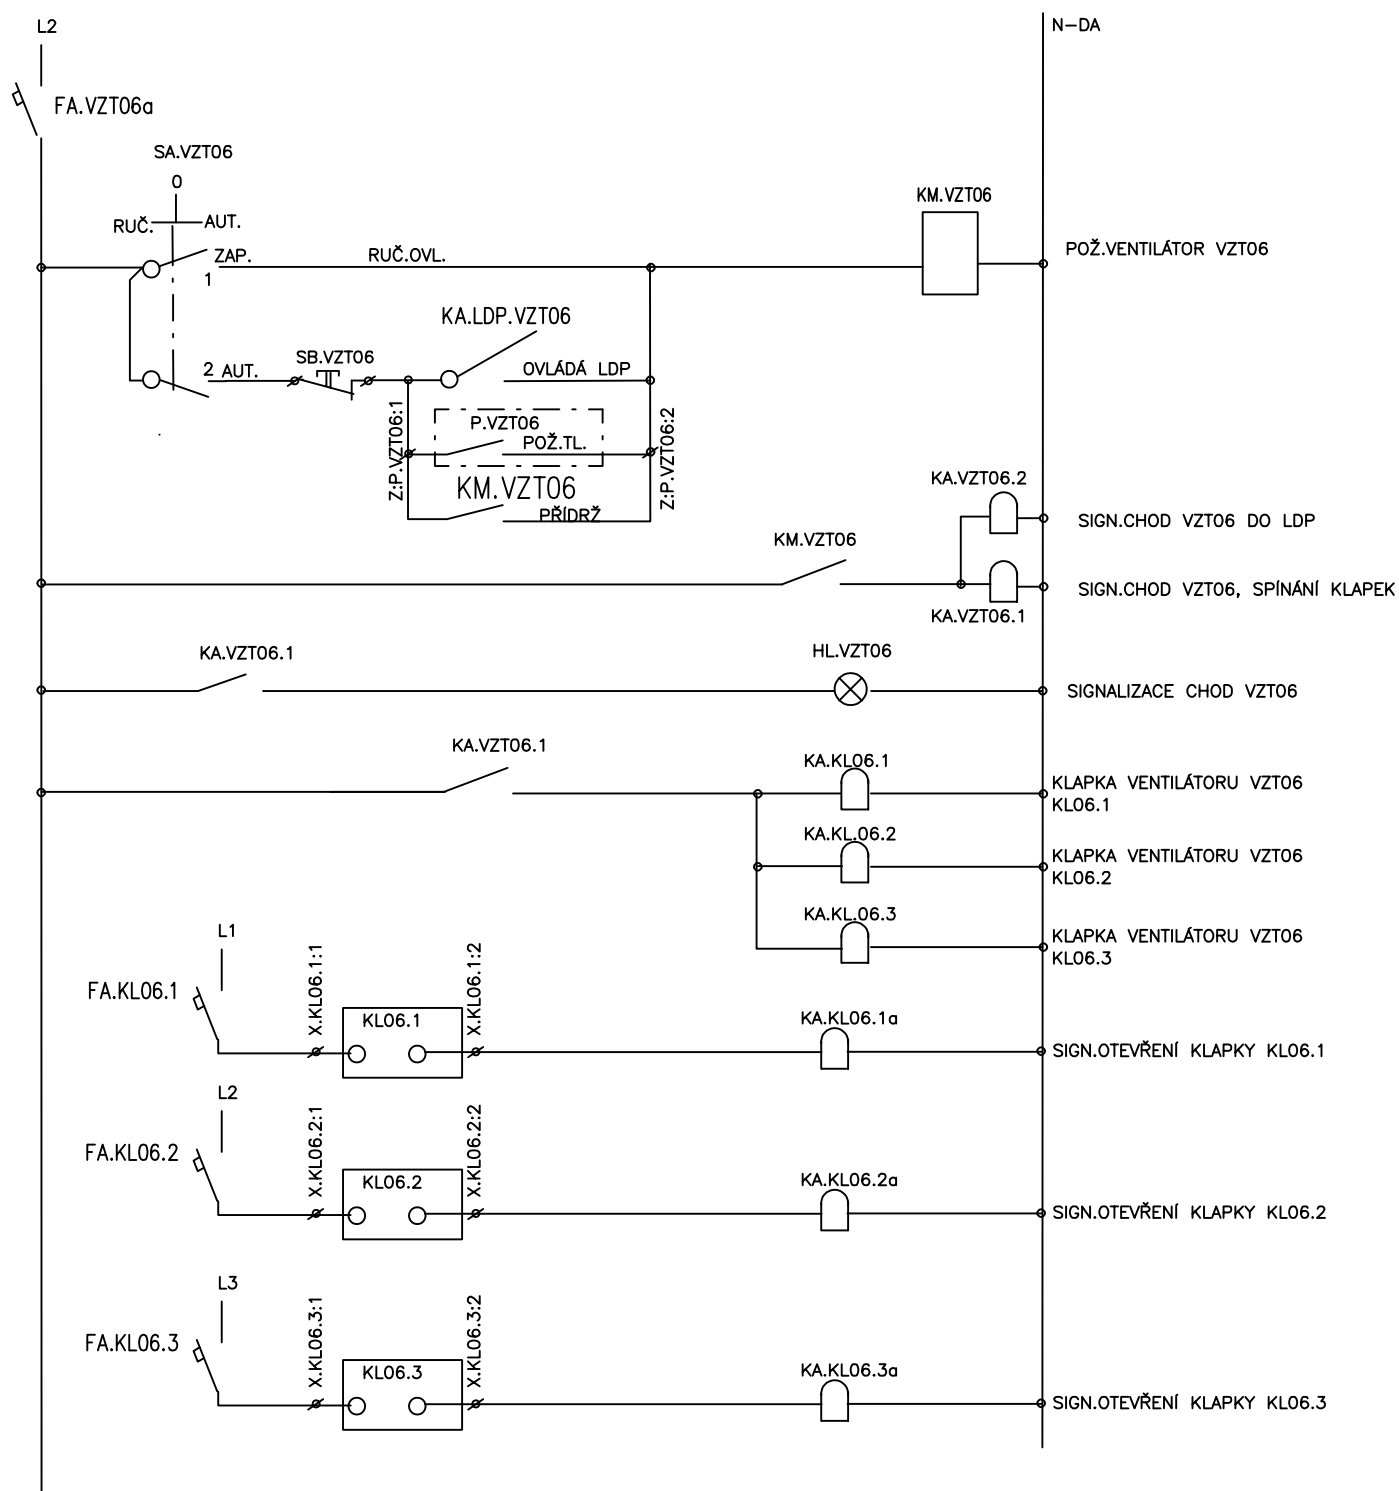 L2
N-DA
FA.VZT06a
SA.VZT06
0
RUČ.
AUT.
KM.VZT06
ZAP.
1
RUČ.OVL.
POŽ.VENTILÁTOR VZT06
KA.LDP.VZT06
2 AUT.
SB.VZT06
OVLÁDÁ LDP
Z:P.VZT06:1
P.VZT06
POŽ.TL.
Z:P.VZT06:2
KM.VZT06
PŘÍDRŽ
KA.VZT06.2
SIGN.CHOD VZT06 DO LDP
KM.VZT06
SIGN.CHOD VZT06, SPÍNÁNÍ KLAPEK
KA.VZT06.1
KA.VZT06.1
HL.VZT06
SIGNALIZACE CHOD VZT06
KA.VZT06.1
KA.KL06.1
KLAPKA VENTILÁTORU VZT06
KL06.1
KA.KL.06.2
KLAPKA VENTILÁTORU VZT06
KL06.2
KA.KL.06.3
KLAPKA VENTILÁTORU VZT06
KL06.3
L1
FA.KL06.1
X.KL06.1:1
KL06.1
X.KL06.1:2
KA.KL06.1a
SIGN.OTEVŘENÍ KLAPKY KL06.1
L2
FA.KL06.2
X.KL06.2:1
KL06.2
X.KL06.2:2
KA.KL06.2a
SIGN.OTEVŘENÍ KLAPKY KL06.2
L3
FA.KL06.3
X.KL06.3:1
KL06.3
X.KL06.3:2
KA.KL06.3a
SIGN.OTEVŘENÍ KLAPKY KL06.3